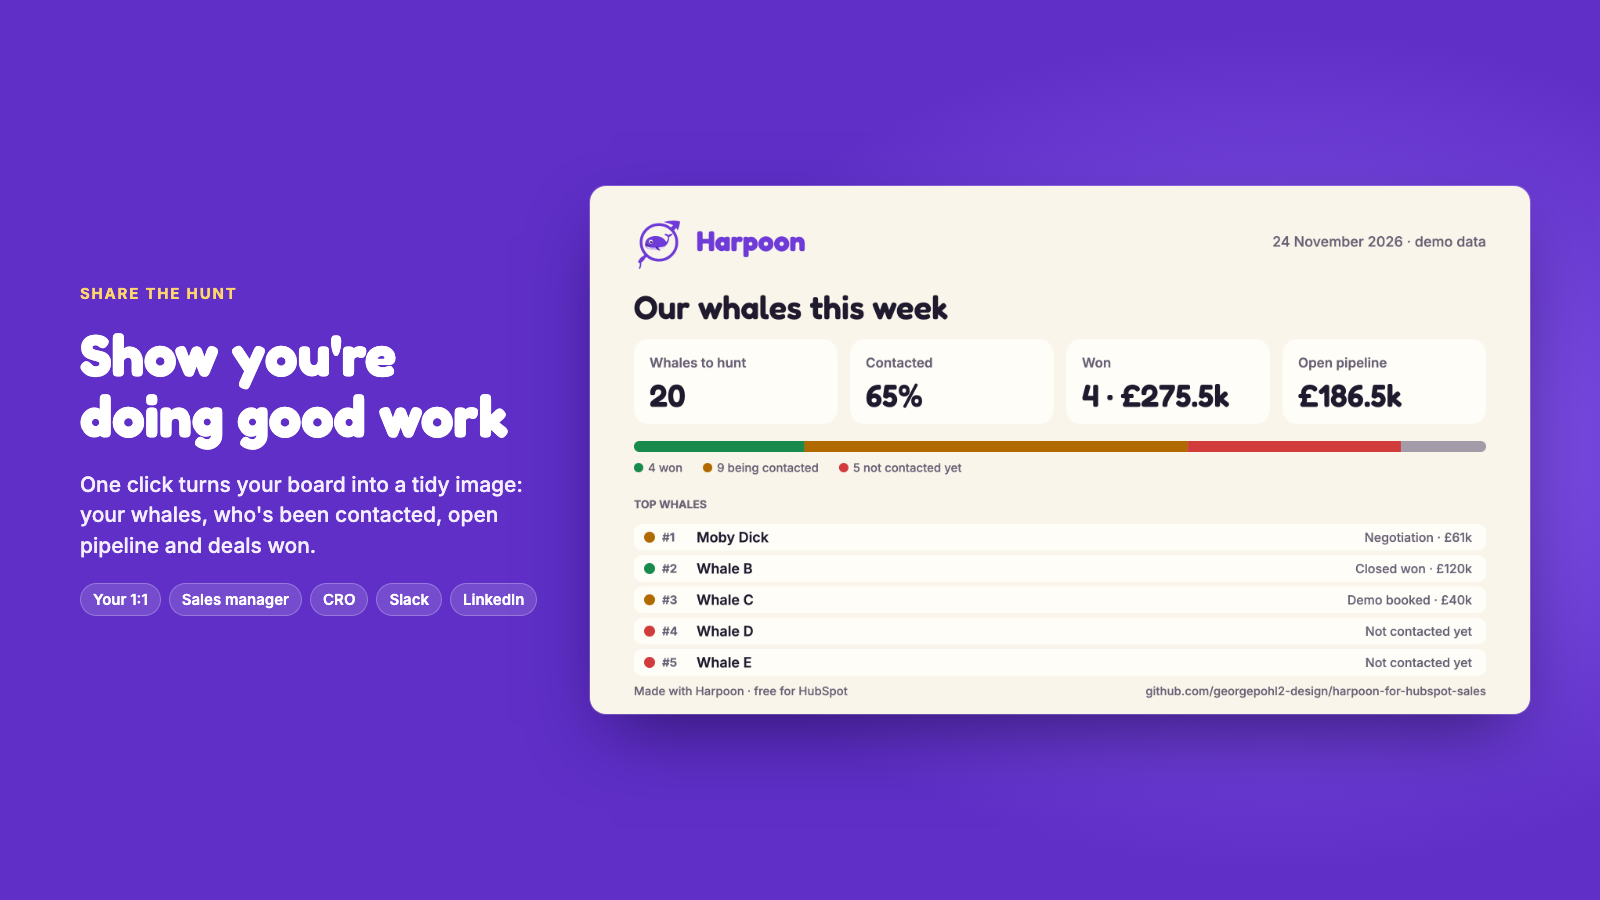 SHARE THE HUNT
Show you're
doing good work
One click turns your board into a tidy image:
your whales, who's been contacted, open
pipeline and deals won.
Your 1:1 Sales manager CRO Slack LinkedIn
Harpoon
24 November 2026 · demo data
Our whales this week
Whales to hunt Contacted Won Open pipeline
20 65% 4 · £275.5k £186.5k
4 won 9 being contacted 5 not contacted yet
TOP WHALES
#1 Moby Dick Negotiation · £61k
#2 Whale B Closed won · £120k
#3 Whale C Demo booked · £40k
#4 Whale D Not contacted yet
#5 Whale E Not contacted yet
Made with Harpoon · free for HubSpot github.com/georgepohl2-design/harpoon-for-hubspot-sales